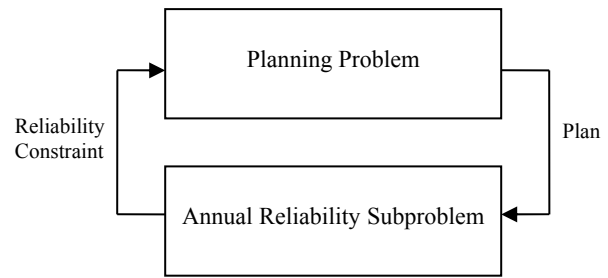 Planning Problem
Reliability
Constraint
Plan
Annual Reliability Subproblem